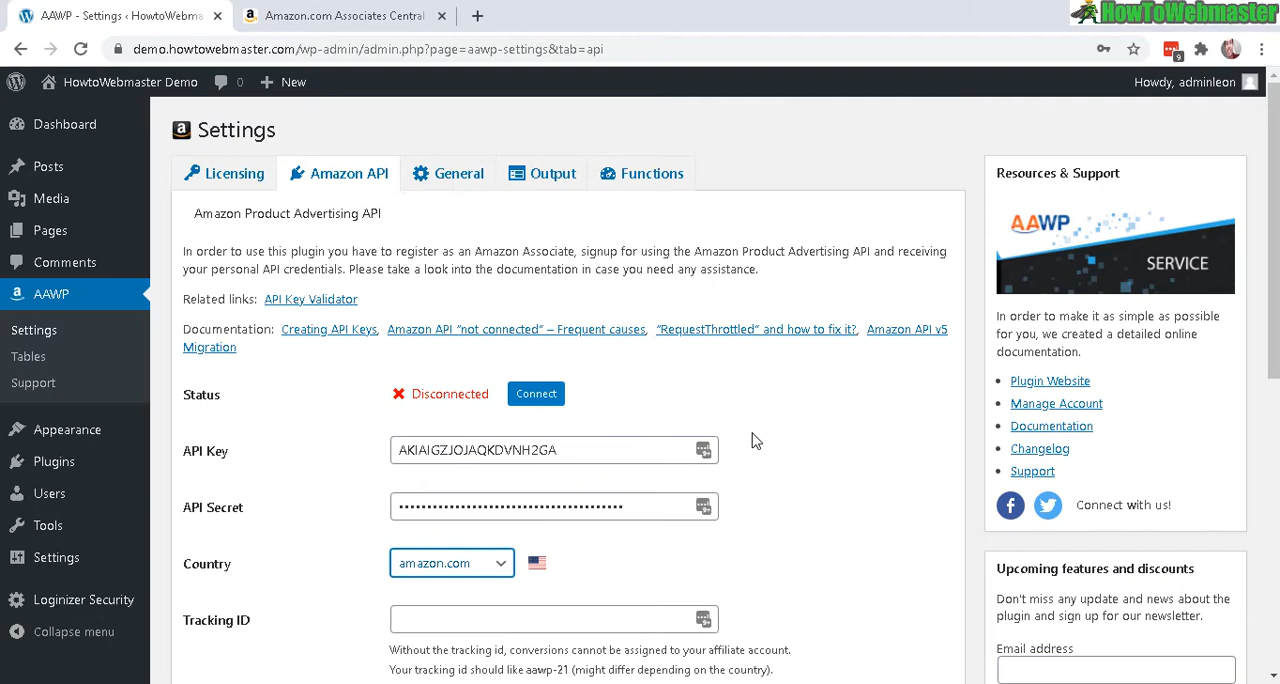 AAWP - Settings ‹ HowtoWebma
Amazon.com Associates Central
HowToWebmaster
demo.howtowebmaster.com/wp-admin/admin.php?page=aawp-settings&tab=api
9
HowtoWebmaster Demo
0
New
Howdy, adminleon
Dashboard
Posts
Media
Pages
Comments
AAWP
Settings
Tables
Support
Appearance
Plugins
Users
Tools
Settings
Loginizer Security
Collapse menu
Settings
Licensing
Amazon API
General
Output
Functions
Amazon Product Advertising API
In order to use this plugin you have to register as an Amazon Associate, signup for using the Amazon Product Advertising API and receiving
your personal API credentials. Please take a look into the documentation in case you need any assistance.
Related links: API Key Validator
Documentation: Creating API Keys, Amazon API "not connected" – Frequent causes, "RequestThrottled" and how to fix it?, Amazon API v5
Migration
Status
Disconnected
Connect
API Key
AKIAIGZJOJAQKDVNH2GA
API Secret
Country
amazon.com
Tracking ID
Without the tracking id, conversions cannot be assigned to your affiliate account.
Your tracking id should like aawp-21 (might differ depending on the country).
Resources & Support
AAWP
SERVICE
In order to make it as simple as possible
for you, we created a detailed online
documentation.
Plugin Website
Manage Account
Documentation
Changelog
Support
Connect with us!
Upcoming features and discounts
Don't miss any update and news about the
plugin and sign up for our newsletter.
Email address